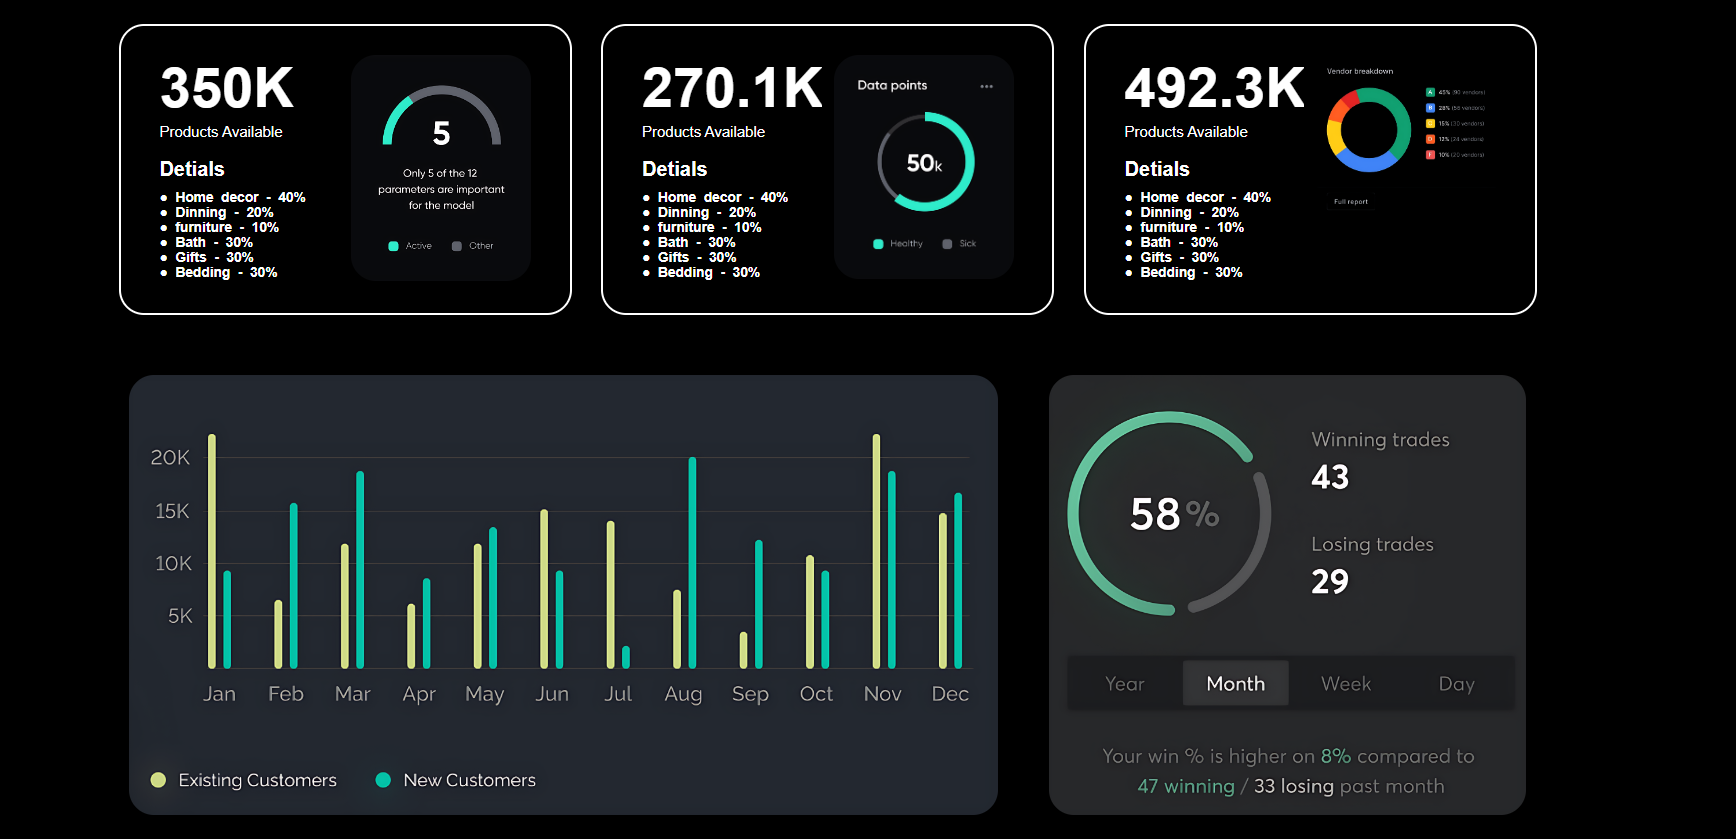 350K
Products Available
Detials
● Home decor - 40%
● Dinning - 20%
● furniture - 10%
● Bath - 30%
● Gifts - 30%
● Bedding - 30%
5
Only 5 of the 12
parameters are important
for the model
Active Other
270.1K
Products Available
Detials
● Home decor - 40%
● Dinning - 20%
● furniture - 10%
● Bath - 30%
● Gifts - 30%
● Bedding - 30%
Data points
50k
Healthy Sick
492.3K
Products Available
Detials
● Home decor - 40%
● Dinning - 20%
● furniture - 10%
● Bath - 30%
● Gifts - 30%
● Bedding - 30%
Vendor breakdown
A 45% (90 vendors)
B 28% vendors)
15% vendors)
12% (24 vendors)
10% (20 vendors)
Full report
20K
15K
10K
5K
Jan Feb Mar Apr May Jun Jul Aug Sep Oct Nov Dec
Existing Customers New Customers
58%
Winning trades
43
Losing trades
29
Year Month Week Day
Your win % is higher on 8% compared to
47 winning / 33 losing past month